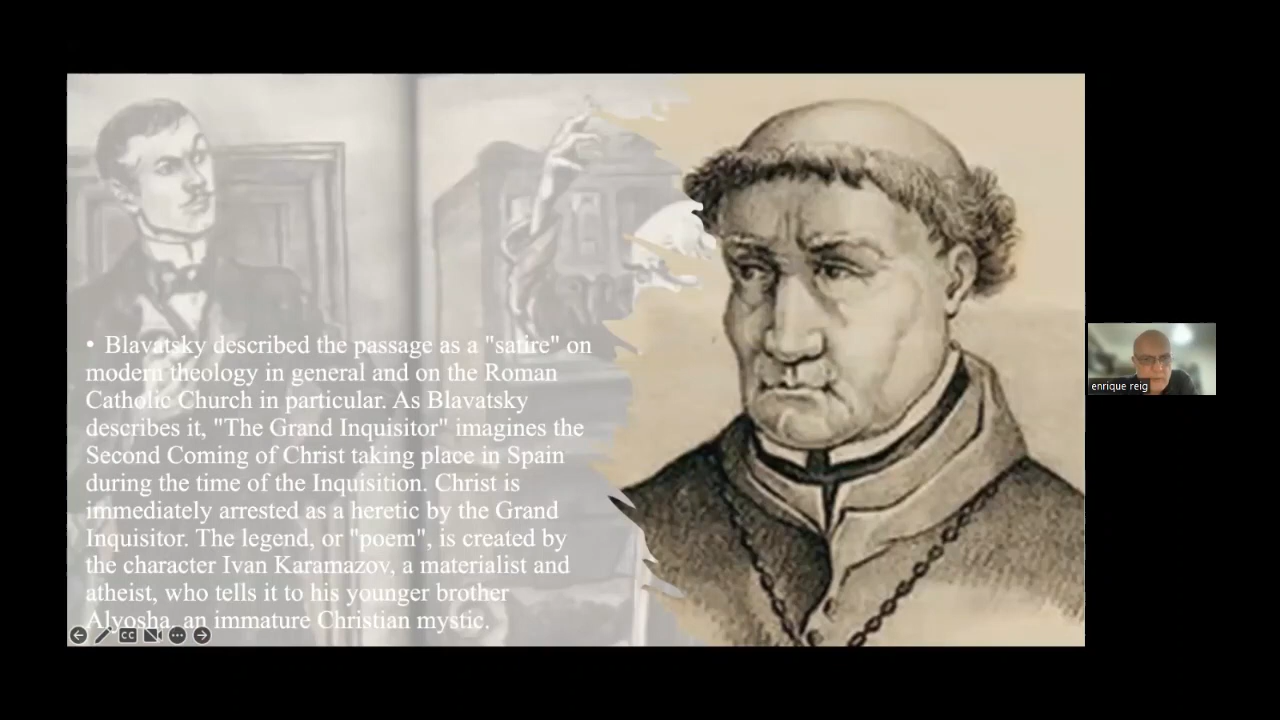 • Blavatsky described the passage as a "satire" on
modern theology in general and on the Roman
Catholic Church in particular. As Blavatsky
describes it, "The Grand Inquisitor" imagines the
Second Coming of Christ taking place in Spain
during the time of the Inquisition. Christ is
immediately arrested as a heretic by the Grand
Inquisitor. The legend, or "poem", is created by
the character Ivan Karamazov, a materialist and
atheist, who tells it to his younger brother
Alyosha, an immature Christian mystic.
CC
enrique reig